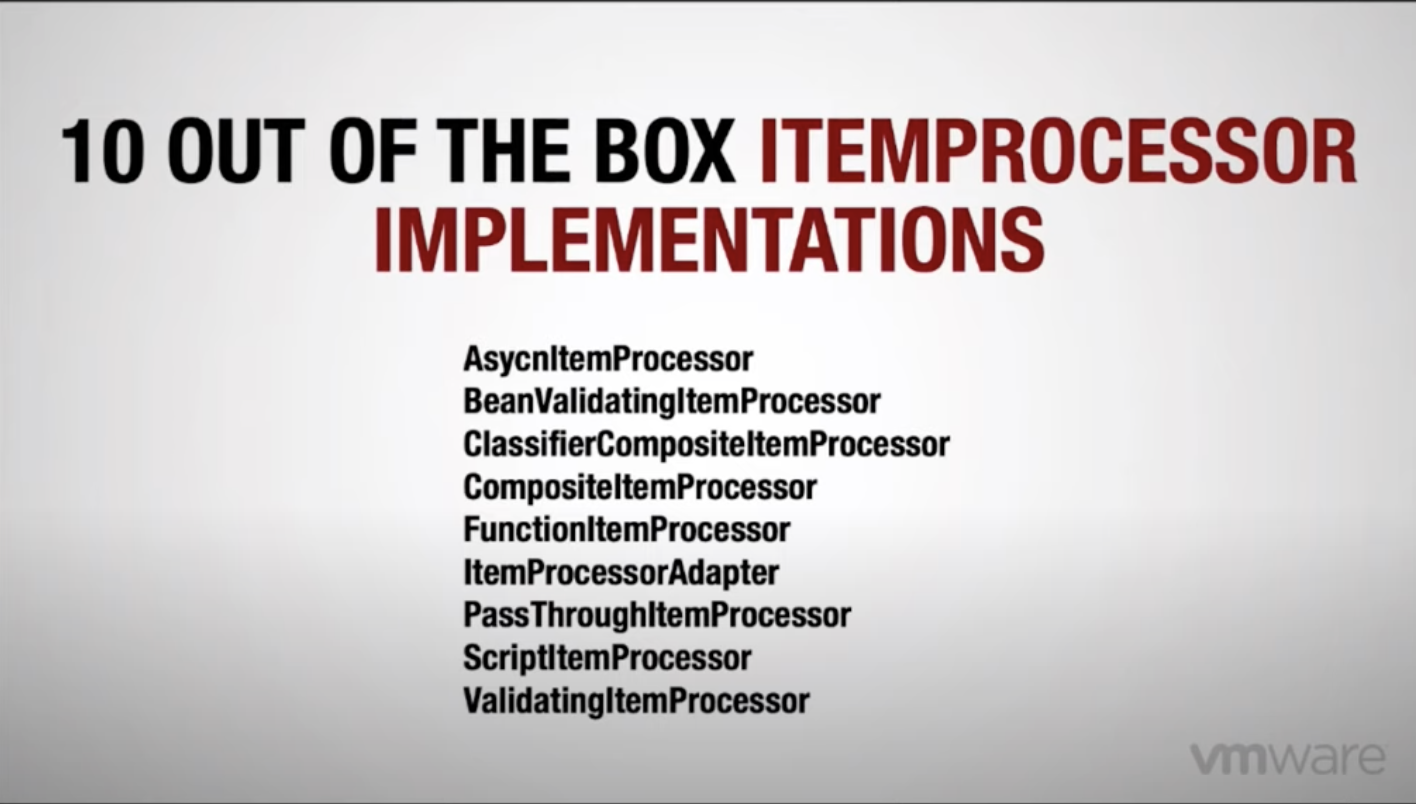 10 OUT OF THE BOX ITEMPROCESSOR
IMPLEMENTATIONS
AsycnItemProcessor
BeanValidatingItemProcessor
ClassifierCompositeItemProcessor
CompositeItemProcessor
FunctionItemProcessor
ItemProcessorAdapter
PassThroughItemProcessor
ScriptItemProcessor
ValidatingItemProcessor
vmware